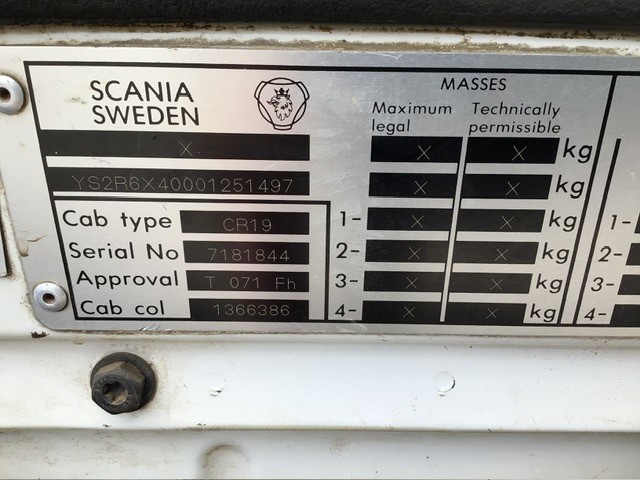 SCANIA
SWEDEN
X
YS2R6X40001251497
Cab type CR19
Serial No 7181844
Approval T 071 Fh
Cab col 1366386
MASSES
Maximum legal
Technically permissible
X X kg
X X kg
1- X X kg
2- X X kg
3- X X kg
4- X X kg
1-
2-
3-
4-